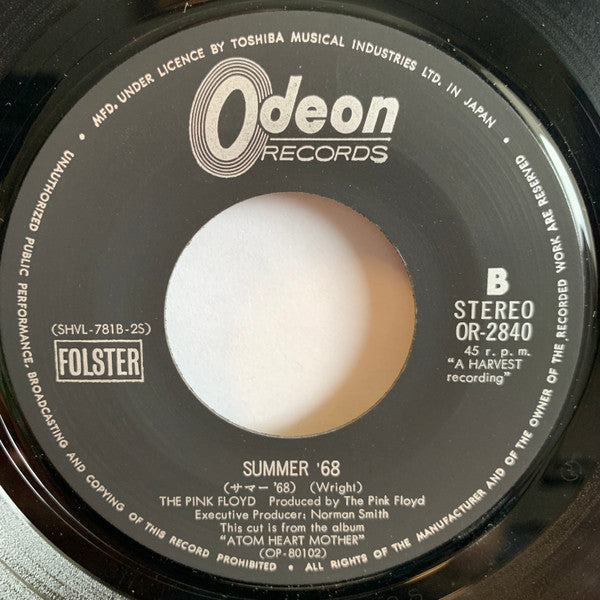 • MFD. UNDER LICENCE BY TOSHIBA MUSICAL INDUSTRIES LTD. IN JAPAN •
Odeon
RECORDS
B
STEREO
OR-2840
45 r. p. m.
"A HARVEST
recording"
(SHVL-781B-2S)
FOLSTER
SUMMER '68
(サマー'68) (Wright)
THE PINK FLOYD Produced by The Pink Floyd
Executive Producer: Norman Smith
This cut is from the album
"ATOM HEART MOTHER"
(OP-80102)
UNAUTHORIZED PUBLIC PERFORMANCE, BROADCASTING AND COPYING OF THIS RECORD PROHIBITED • ALL RIGHTS OF THE MANUFACTURER AND OF THE OWNER OF THE RECORDED WORK ARE RESERVED •